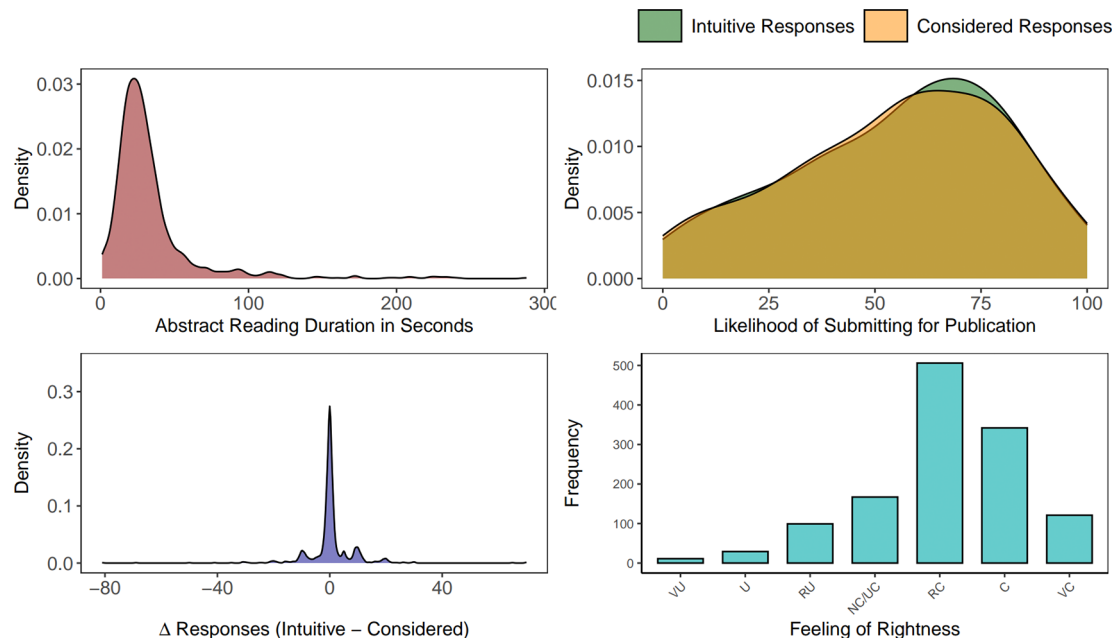 Intuitive Responses Considered Responses
0.03
0.02
0.01
0.00
Density
0 100 200 300
Abstract Reading Duration in Seconds
0.015
0.010
0.005
0.000
Density
0 25 50 75 100
Likelihood of Submitting for Publication
0.3
0.2
0.1
0.0
Density
−80 −40 0 40
Δ Responses (Intuitive − Considered)
500
400
300
200
100
0
Frequency
VU U RU NC/UC RC C VC
Feeling of Rightness